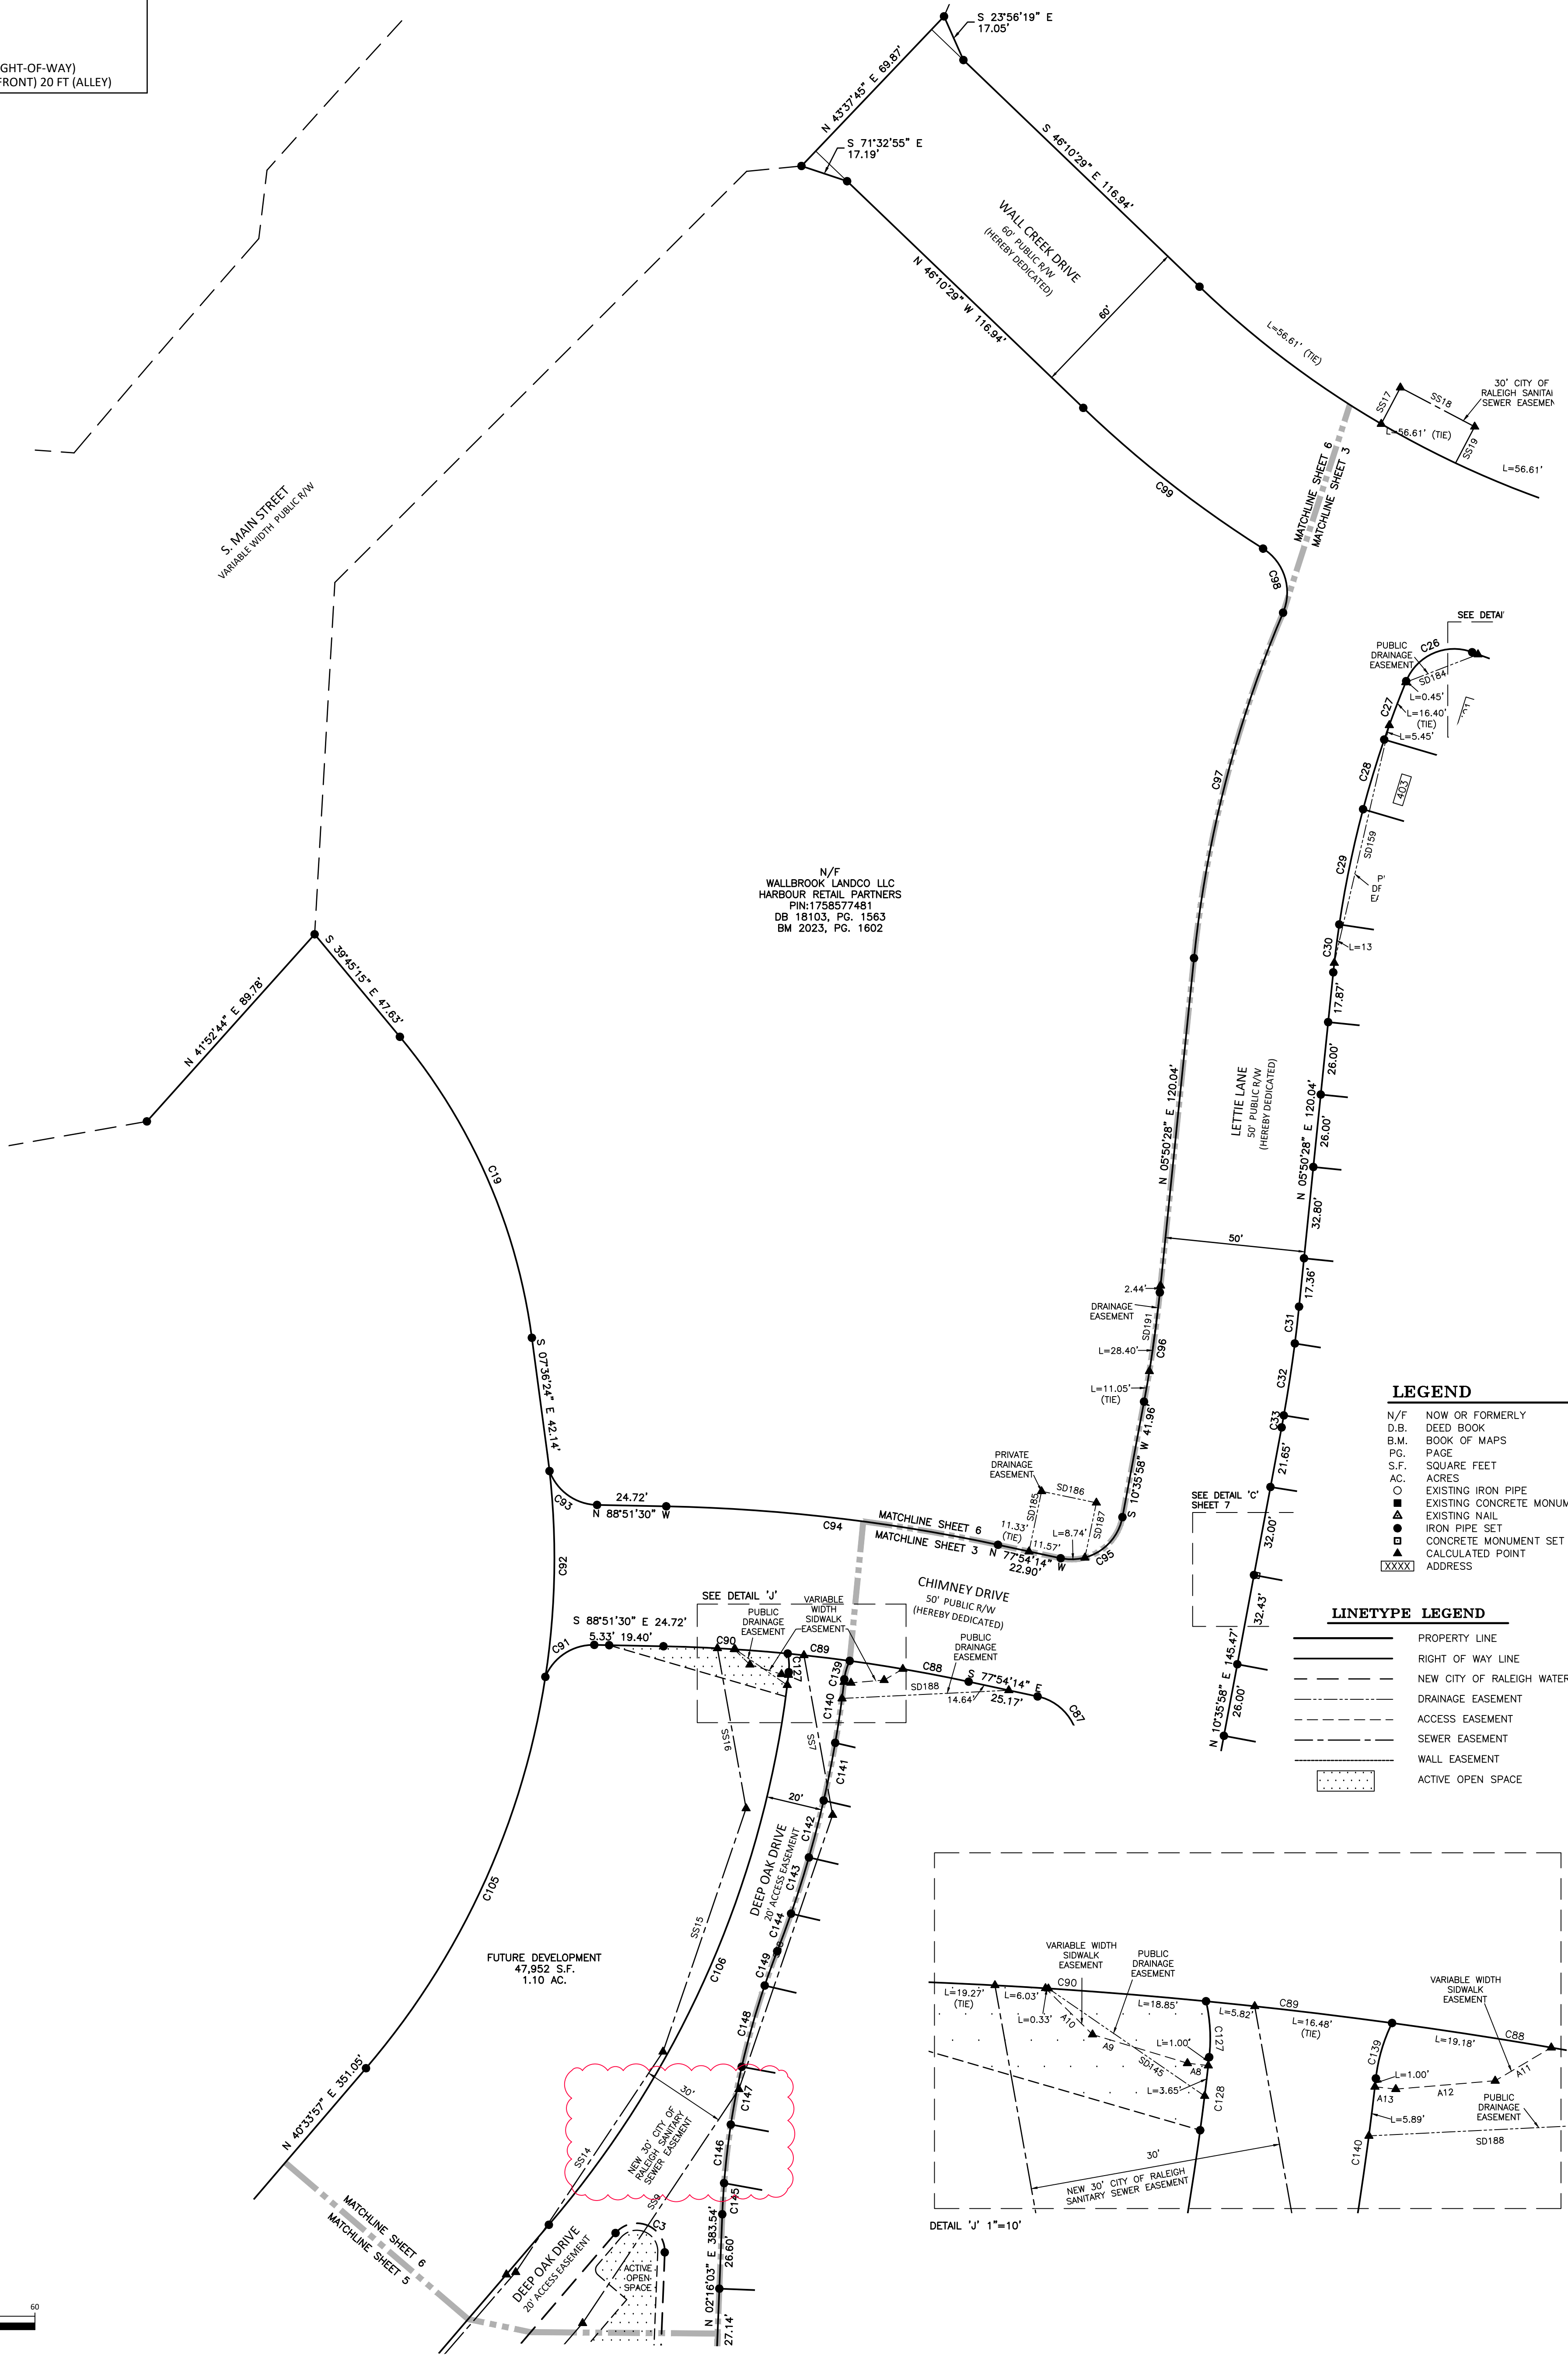 GHT-OF-WAY)
FRONT) 20 FT (ALLEY)
S 23°56'19" E
17.05'
N 43°37'45" E 69.87'
S 71°32'55" E
17.19'
S 46°10'29" E 116.94'
WALL CREEK DRIVE
60' PUBLIC R/W
(HEREBY DEDICATED)
N 46°10'29" W 116.94'
60'
L=56.61' (TIE)
30' CITY OF
RALEIGH SANITA
SEWER EASEMEN
SS17
SS18
L=56.61' (TIE)
SS19
L=56.61'
C99
MATCHLINE SHEET 6
MATCHLINE SHEET 3
S. MAIN STREET
VARIABLE WIDTH PUBLIC R/W
C98
SEE DETAI
PUBLIC
DRAINAGE
EASEMENT
C26
SD184
L=0.45'
C27
L=16.40'
(TIE)
L=5.45'
C97
C28
403
SD159
C29
N/F
WALLBROOK LANDCO LLC
HARBOUR RETAIL PARTNERS
PIN:1758577481
DB 18103, PG. 1563
BM 2023, PG. 1602
C30
L=13
17.87'
S 39°45'15" E 47.63'
N 41°52'44" E 89.78'
26.00'
N 05°50'28" E 120.04'
LETTIE LANE
50' PUBLIC R/W
(HEREBY DEDICATED)
N 05°50'28" E 120.04'
26.00'
C19
32.80'
50'
17.36'
2.44'
DRAINAGE
EASEMENT
SD191
C96
L=28.40'
C31
S 07°36'24" E 42.14'
L=11.05'
(TIE)
C32
C33
S 10°35'58" W 41.96'
21.65'
LEGEND
N/F NOW OR FORMERLY
D.B. DEED BOOK
B.M. BOOK OF MAPS
PG. PAGE
S.F. SQUARE FEET
AC. ACRES
EXISTING IRON PIPE
EXISTING CONCRETE MONUM
EXISTING NAIL
IRON PIPE SET
CONCRETE MONUMENT SET
CALCULATED POINT
XXXX ADDRESS
PRIVATE
DRAINAGE
EASEMENT
SD186
SD185
SD187
SEE DETAIL 'C'
SHEET 7
C93
24.72'
N 88°51'30" W
C94
MATCHLINE SHEET 6
MATCHLINE SHEET 3
11.33'
(TIE)
11.57'
L=8.74'
N 77°54'14" W
22.90'
C95
32.00'
C92
CHIMNEY DRIVE
50' PUBLIC R/W
(HEREBY DEDICATED)
SEE DETAIL 'J'
PUBLIC
DRAINAGE
EASEMENT
VARIABLE
WIDTH
SIDWALK
EASEMENT
32.43'
LINETYPE LEGEND
PROPERTY LINE
RIGHT OF WAY LINE
NEW CITY OF RALEIGH WATER
DRAINAGE EASEMENT
ACCESS EASEMENT
SEWER EASEMENT
WALL EASEMENT
ACTIVE OPEN SPACE
S 88°51'30" E 24.72'
5.33' 19.40'
C91
C90
C89
C127
C139
C88
PUBLIC
DRAINAGE
EASEMENT
S 77°54'14" E
25.17'
14.64'
SD188
C140
C87
N 10°35'58" E 145.47'
26.00'
SS16
SS7
C141
20'
C142
DEEP OAK DRIVE
20' ACCESS EASEMENT
C143
C105
C144
SS15
C106
C149
FUTURE DEVELOPMENT
47,952 S.F.
1.10 AC.
C148
VARIABLE WIDTH
SIDWALK
EASEMENT
PUBLIC
DRAINAGE
EASEMENT
VARIABLE WIDTH
SIDWALK
EASEMENT
L=19.27'
(TIE)
L=6.03'
C90
L=18.85'
L=5.82'
C89
L=0.33'
A10
L=16.48'
(TIE)
L=19.18'
C88
C127
A9
L=1.00'
SD145
A8
L=3.65'
C128
C139
L=1.00'
A11
A12
A13
L=5.89'
PUBLIC
DRAINAGE
EASEMENT
SD188
C140
30'
NEW 30' CITY OF RALEIGH
SANITARY SEWER EASEMENT
DETAIL 'J' 1"=10'
N 40°33'57" E 351.05'
30'
C147
NEW 30' CITY OF
RALEIGH SANITARY
SEWER EASEMENT
SS14
C146
SS9
C145
MATCHLINE SHEET 6
MATCHLINE SHEET 5
DEEP OAK DRIVE
20' ACCESS EASEMENT
ACTIVE
OPEN
SPACE
N 02°16'03" E 383.54'
26.60'
27.14'
60